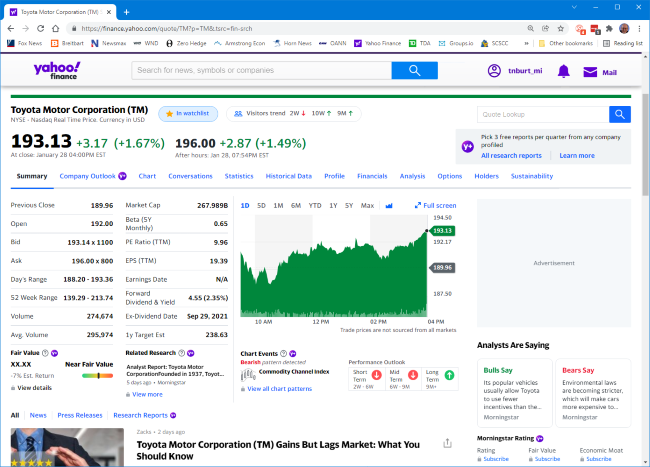 Toyota Motor Corporation (TM)
https://finance.yahoo.com/quote/TM?p=TM&.tsrc=fin-srch
Fox News Breitbart Newsmax WND Zero Hedge Armstrong Econ Horn News OANN Yahoo Finance TDA Groups.io SCSCC » Other bookmarks Reading list
yahoo!
finance
Search for news, symbols or companies
tnburt_mi
Mail
Toyota Motor Corporation (TM)
NYSE - Nasdaq Real Time Price. Currency in USD
In watchlist
Visitors trend 2W ↓ 10W ↑ 9M ↑
Quote Lookup
193.13 +3.17 (+1.67%)
At close: January 28 04:00PM EST
196.00 +2.87 (+1.49%)
After hours: Jan 28, 07:54PM EST
Pick 3 free reports per quarter from any company
profiled
All research reports Learn more
Summary Company Outlook Chart Conversations Statistics Historical Data Profile Financials Analysis Options Holders Sustainability
Previous Close 189.96
Open 192.00
Bid 193.14 x 1100
Ask 196.00 x 800
Day's Range 188.20 - 193.36
52 Week Range 139.29 - 213.74
Volume 274,674
Avg. Volume 295,974
Market Cap 267.989B
Beta (5Y
Monthly) 0.65
PE Ratio (TTM) 9.96
EPS (TTM) 19.39
Earnings Date N/A
Forward
Dividend & Yield 4.55 (2.35%)
Ex-Dividend Date Sep 29, 2021
1y Target Est 238.63
1D 5D 1M 6M YTD 1Y 5Y Max Full screen
194.50
193.13
192.17
189.96
187.50
10 AM 12 PM 02 PM 04 PM
Trade prices are not sourced from all markets
Advertisement
Fair Value
XX.XX Near Fair Value
-7% Est. Return
View details
Related Research
Analyst Report: Toyota Motor
CorporationFounded in 1937, Toyot...
5 days ago • Morningstar
View more
Chart Events
Bearish pattern detected
Commodity Channel Index
View all chart patterns
Performance Outlook
Short
Term
2W - 6W
Mid
Term
6W - 9M
Long
Term
9M+
Analysts Are Saying
Bulls Say
Its popular vehicles
usually allow Toyota
to use fewer
incentives than the...
Morningstar
Bears Say
Environmental laws
are becoming stricter,
which will make cars
more expensive to...
Morningstar
Morningstar Rating
Rating Fair Value Economic Moat
Subscribe Subscribe Subscribe
All News Press Releases Research Reports
Zacks • 2 days ago
Toyota Motor Corporation (TM) Gains But Lags Market: What You
Should Know